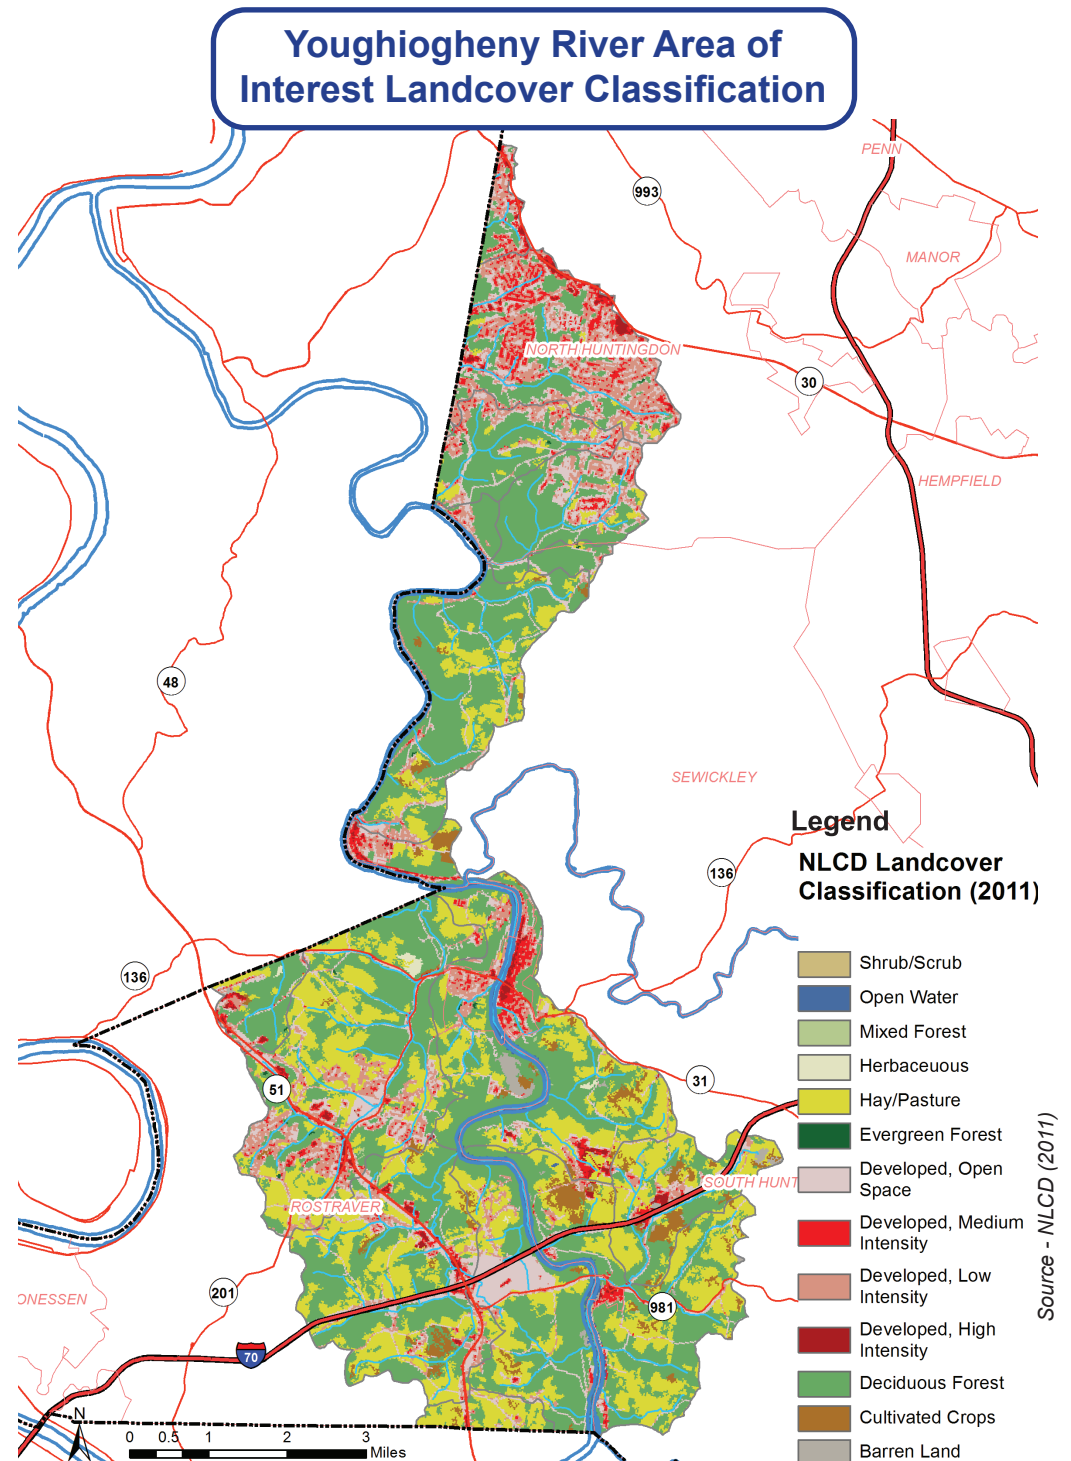 Youghiogheny River Area of
Interest Landcover Classification
PENN
993
MANOR
NORTH HUNTINGDON
30
HEMPFIELD
48
SEWICKLEY
Legend
136
NLCD Landcover
Classification (2011)
136
Shrub/Scrub
Open Water
Mixed Forest
Herbaceuous
51
31
Hay/Pasture
Evergreen Forest
Developed, Open
Space
SOUTH HUNT
ROSTRAVER
Developed, Medium
Intensity
Developed, Low
Intensity
201
ONESSEN
981
Developed, High
Intensity
70
Deciduous Forest
Cultivated Crops
Barren Land
Source - NLCD (2011)
N
0 0.5 1 2 3
Miles